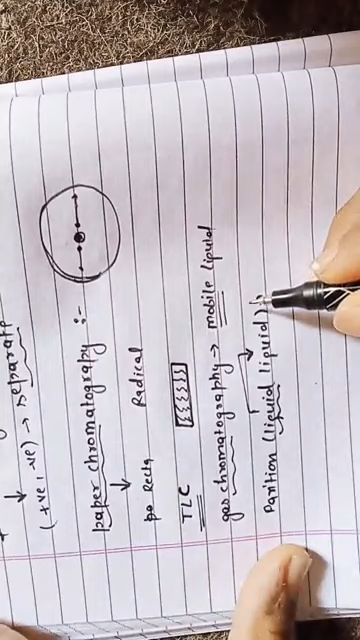 (+ve, -ve) → separate
paper chromatography :-
↓
po Recta Radical
TLC
gas chromatography → mobile liquid
Partition (liquid liquid)